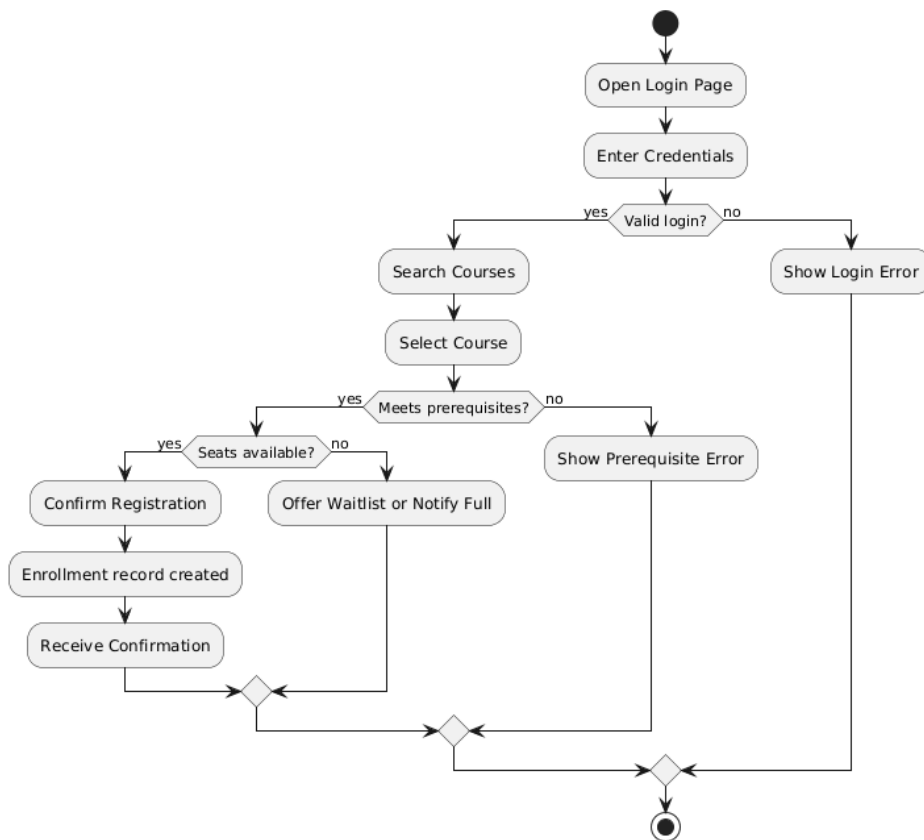 Open Login Page
Enter Credentials
yes
Valid login?
no
Search Courses
Show Login Error
Select Course
yes
Meets prerequisites?
no
yes
Seats available?
no
Show Prerequisite Error
Confirm Registration
Offer Waitlist or Notify Full
Enrollment record created
Receive Confirmation